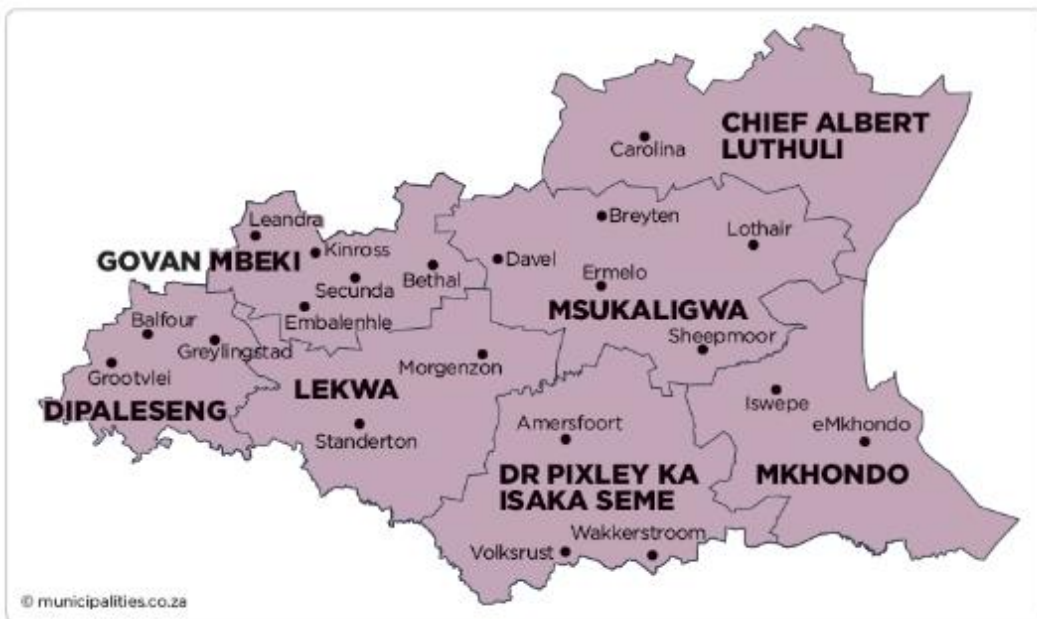 CHIEF ALBERT
LUTHULI
Carolina
Breyten
Lothair
Leandra
Kinross
GOVAN MBEKI
Davel
Bethal
Secunda
Ermelo
Embalenhle
MSUKALIGWA
Balfour
Greylingstad
Sheepmoor
Grootvlei
Morgenzon
LEKWA
DIPALESENG
Iswepe
Standerton
Amersfoort
eMkhondo
DR PIXLEY KA
ISAKA SEME
MKHONDO
Wakkerstroom
Volksrust
© municipalities.co.za